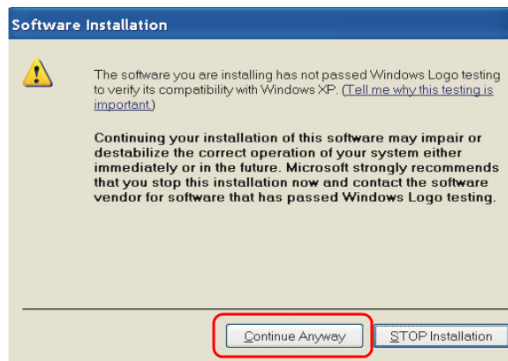 Software Installation
The software you are installing has not passed Windows Logo testing
to verify its compatibility with Windows XP. (Tell me why this testing is
important.)
Continuing your installation of this software may impair or
destabilize the correct operation of your system either
immediately or in the future. Microsoft strongly recommends
that you stop this installation now and contact the software
vendor for software that has passed Windows Logo testing.
Continue Anyway
STOP Installation